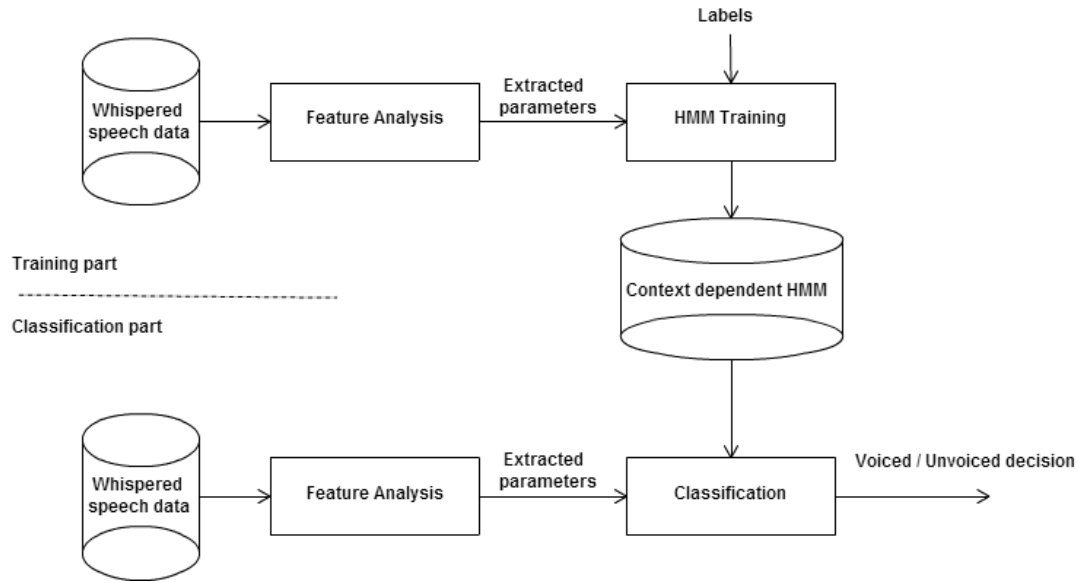 Labels
Whispered
speech data
Feature Analysis
Extracted
parameters
HMM Training
Training part
Context dependent HMM
Classification part
Whispered
speech data
Feature Analysis
Extracted
parameters
Classification
Voiced / Unvoiced decision